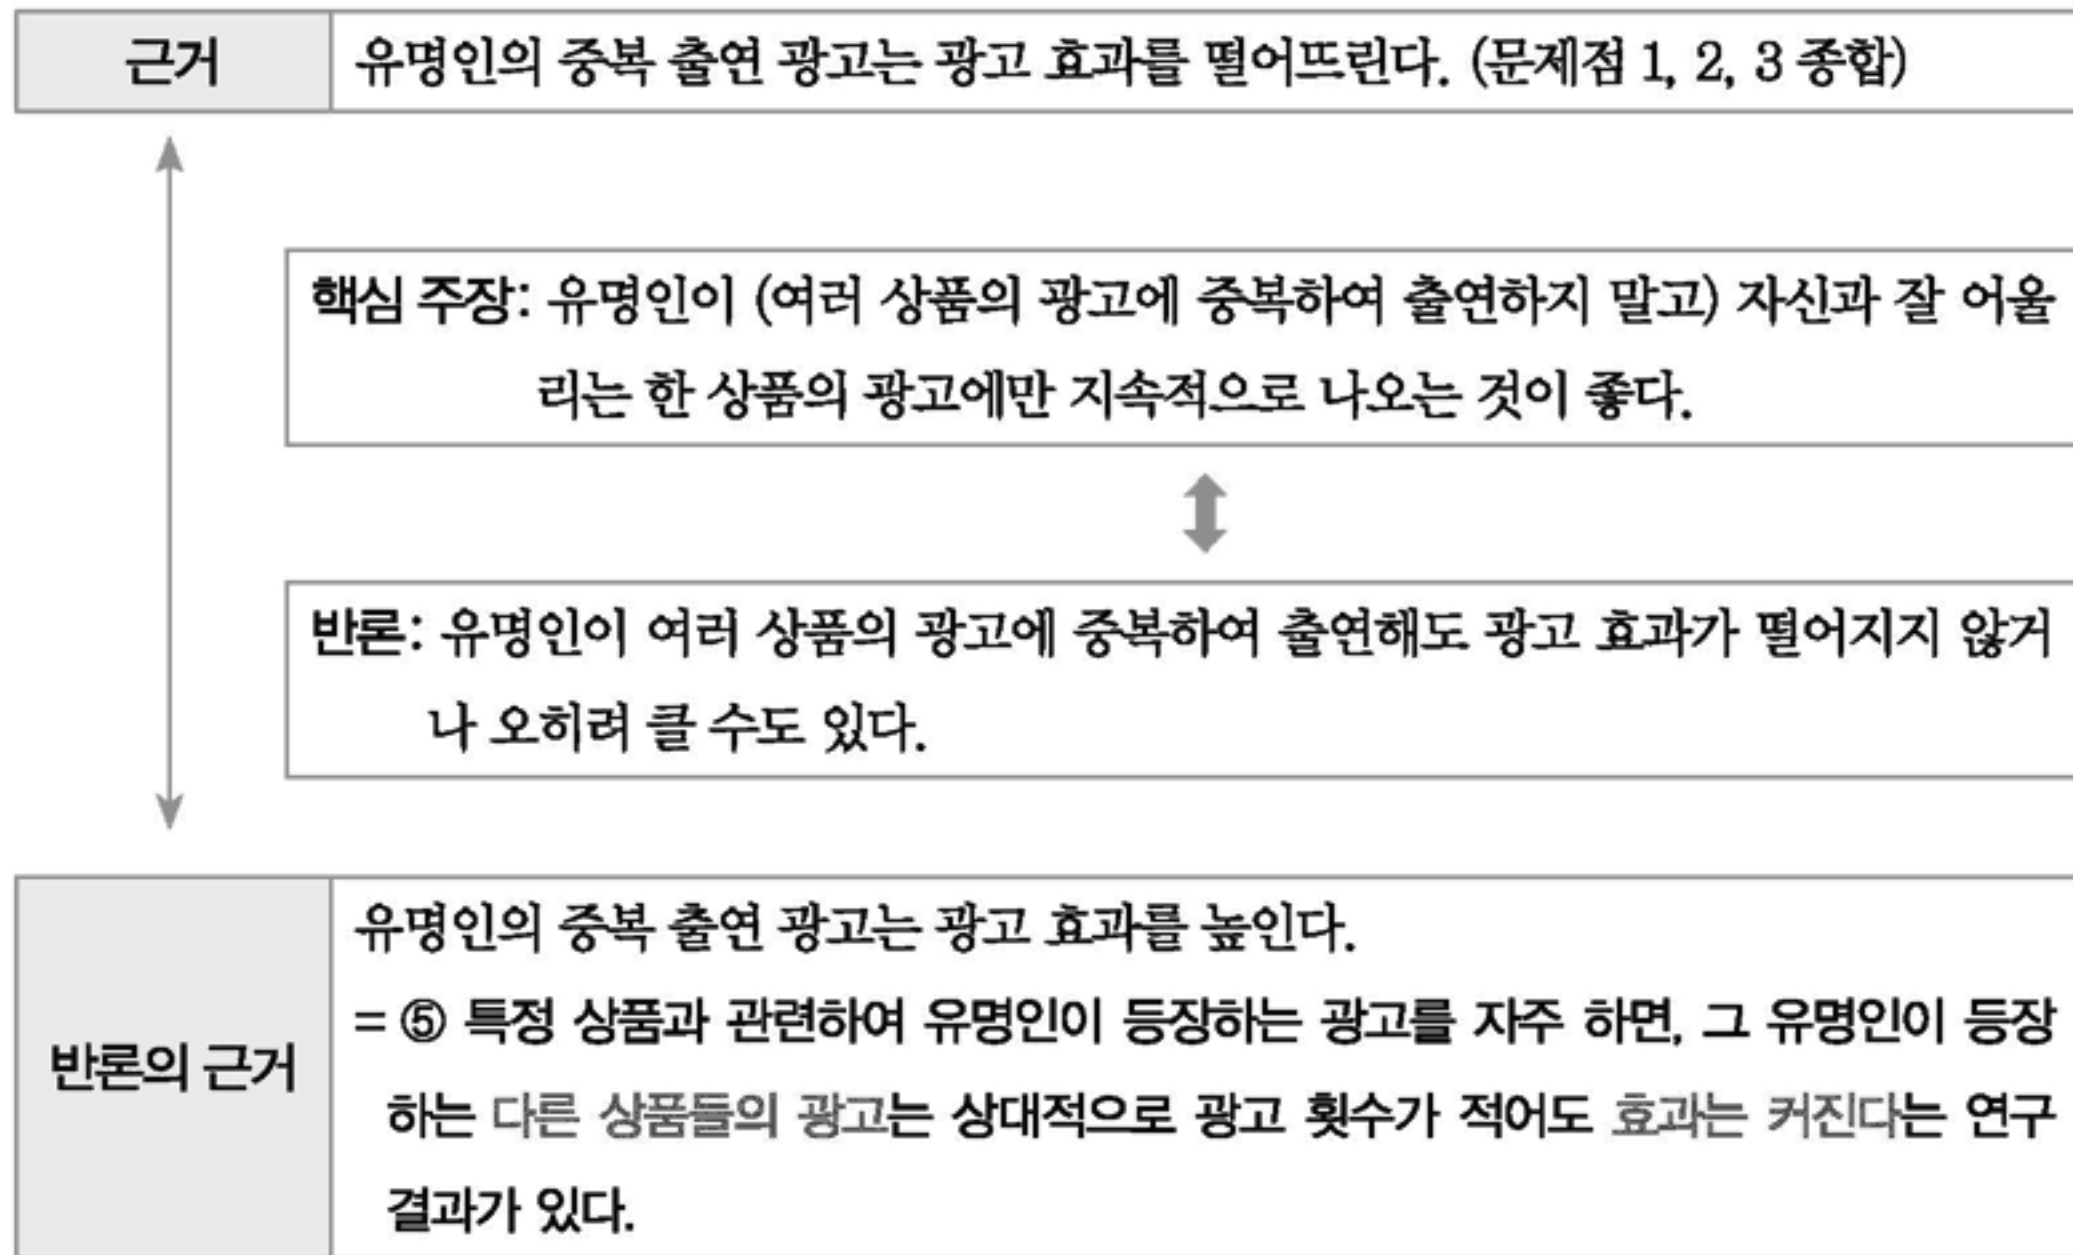 근거
유명인의 중복 출연 광고는 광고 효과를 떨어뜨린다. (문제점 1, 2, 3 종합)
핵심 주장: 유명인이 (여러 상품의 광고에 중복하여 출연하지 말고) 자신과 잘 어울
리는 한 상품의 광고에만 지속적으로 나오는 것이 좋다.
반론: 유명인이 여러 상품의 광고에 중복하여 출연해도 광고 효과가 떨어지지 않거
나 오히려 클 수도 있다.
반론의 근거
유명인의 중복 출연 광고는 광고 효과를 높인다.
= ⑤ 특정 상품과 관련하여 유명인이 등장하는 광고를 자주 하면, 그 유명인이 등장
하는 다른 상품들의 광고는 상대적으로 광고 횟수가 적어도 효과는 커진다는 연구
결과가 있다.